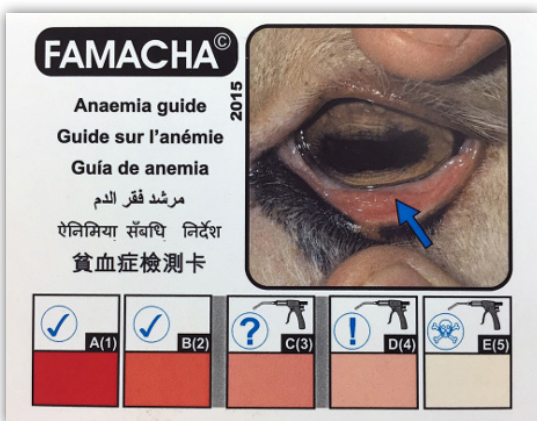 FAMACHA©
2015
Anaemia guide
Guide sur l'anémie
Guía de anemia
مرشد فقر الدم
ऐनिमिया सँबधि निर्देश
貧血症檢測卡
? !
A(1) B(2) C(3) D(4) E(5)